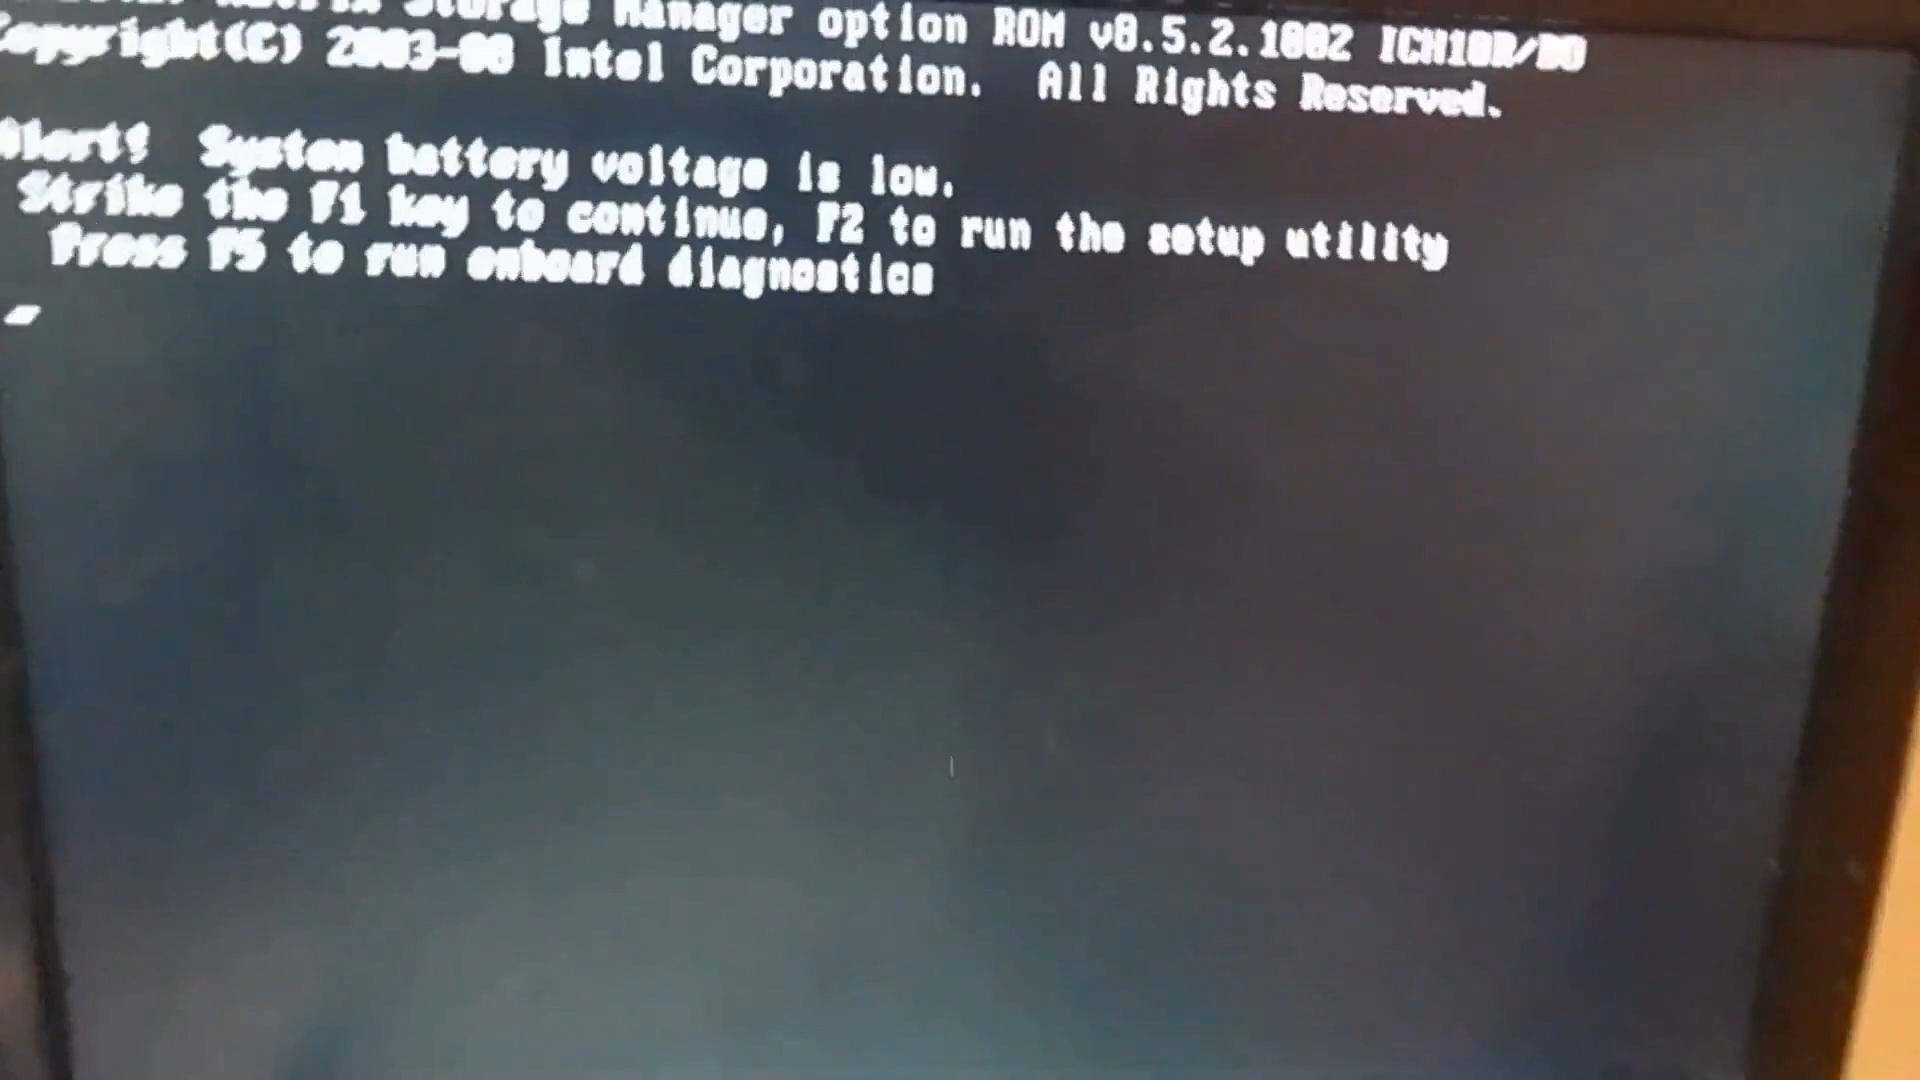 Storage Manager option ROM v8.5.2.1002 ICH10R/DO
Copyright(C) 2003-08 Intel Corporation.  All Rights Reserved.
Alert!  System battery voltage is low.
Strike the F1 key to continue, F2 to run the setup utility
Press F5 to run onboard diagnostics